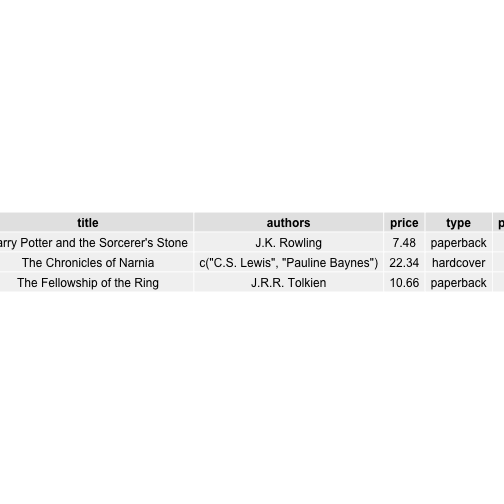 title authors price type p
arry Potter and the Sorcerer's Stone J.K. Rowling 7.48 paperback
The Chronicles of Narnia c("C.S. Lewis", "Pauline Baynes") 22.34 hardcover
The Fellowship of the Ring J.R.R. Tolkien 10.66 paperback